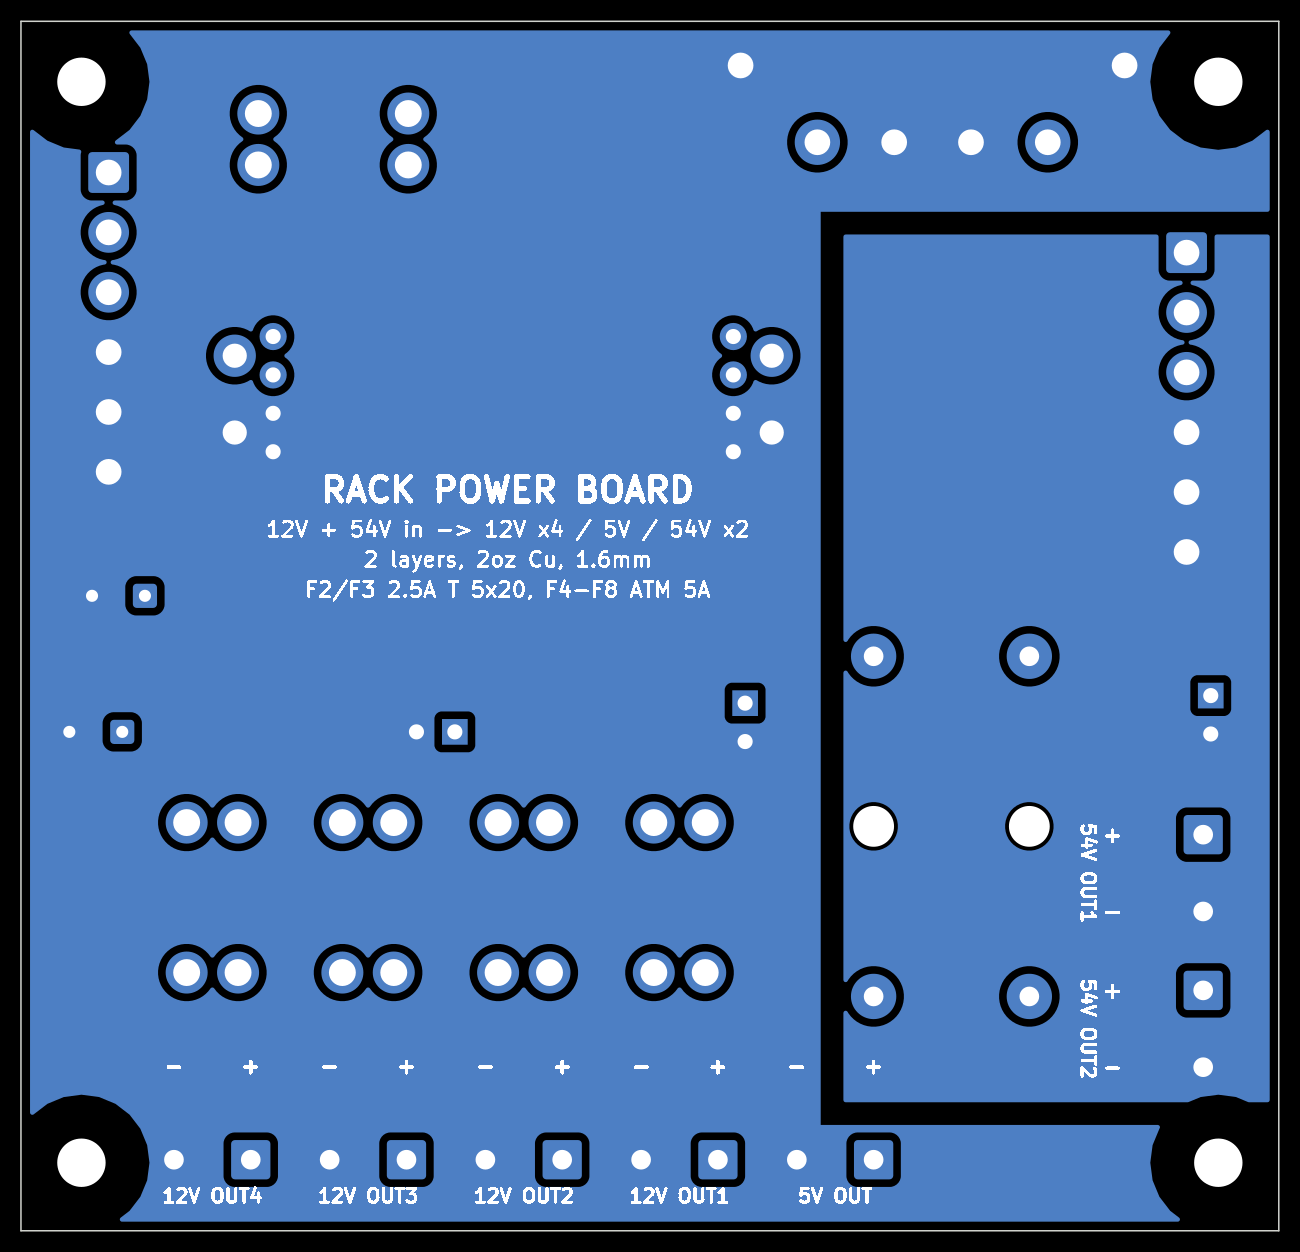 RACK POWER BOARD
12V + 54V in -> 12V x4 / 5V / 54V x2
2 layers, 2oz Cu, 1.6mm
F2/F3 2.5A T 5x20, F4-F8 ATM 5A
+ -
54V OUT1
+ -
54V OUT2
- + - + - + - + - +
12V OUT4 12V OUT3 12V OUT2 12V OUT1 5V OUT